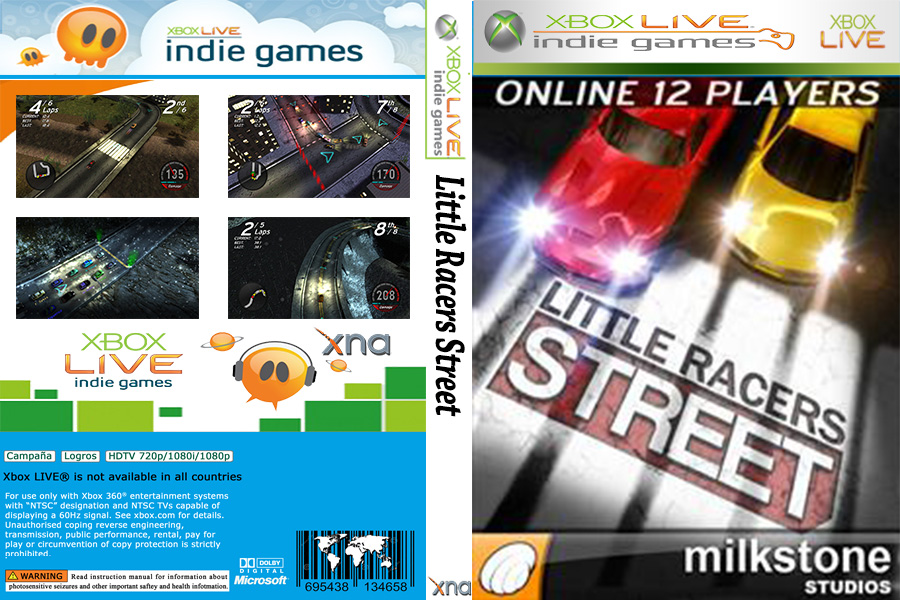 XBOX LIVE
indie games
4/6 Laps
2nd /6
135
Damage
7th /8
170
Damage
2/5 Laps
8th /8
208
Damage
XBOX
LIVE
indie games
xna
Campaña
Logros
HDTV 720p/1080i/1080p
Xbox LIVE® is not available in all countries
For use only with Xbox 360® entertainment systems
with “NTSC” designation and NTSC TVs capable of
displaying a 60Hz signal. See xbox.com for details.
Unauthorised coping reverse engineering,
transmission, public performance, rental, pay for
play or circumvention of copy protection is strictly
prohibited.
WARNING Read instruction manual for information about
photosensitive seizures and other important saftey and health infotmation.
DOLBY
DIGITAL
Microsoft
695438 134658
XBOX LIVE
indie games
Little Racers Street
xna
XBOX LIVE
indie games
XBOX
LIVE
ONLINE 12 PLAYERS
LITTLE RACERS
STREET
milkstone
STUDIOS